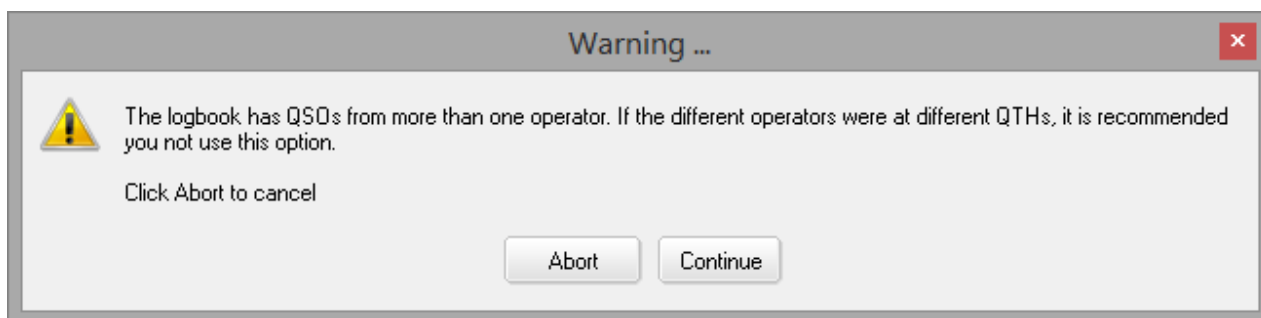 Warning ...
x
The logbook has QSOs from more than one operator. If the different operators were at different QTHs, it is recommended
you not use this option.
Click Abort to cancel
Abort
Continue